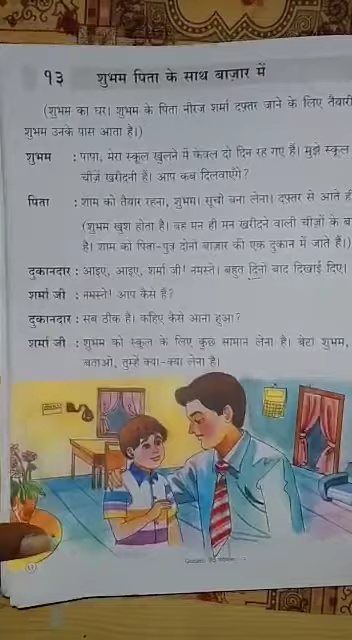 १३ शुभम पिता के साथ बाज़ार में
(शुभम का घर। शुभम के पिता नीरज शर्मा दफ़्तर जाने के लिए तैयारी
शुभम उनके पास आता है।)
शुभम : पापा, मेरा स्कूल खुलने में केवल दो दिन रह गए हैं। मुझे स्कूल
चीज़ें खरीदनी हैं। आप कब दिलवाएँगे?
पिता : शाम को तैयार रहना, शुभम। सूची बना लेना। दफ़्तर से आते ही
(शुभम खुश होता है। वह मन ही मन खरीदने वाली चीज़ों के ब
है। शाम को पिता-पुत्र दोनों बाज़ार की एक दुकान में जाते हैं।)
दुकानदार : आइए, आइए, शर्मा जी! नमस्ते। बहुत दिनों बाद दिखाई दिए।
शर्मा जी : नमस्ते! आप कैसे हैं?
दुकानदार : सब ठीक है। कहिए कैसे आना हुआ?
शर्मा जी : शुभम को स्कूल के लिए कुछ सामान लेना है। बेटा शुभम,
बताओ, तुम्हें क्या-क्या लेना है।